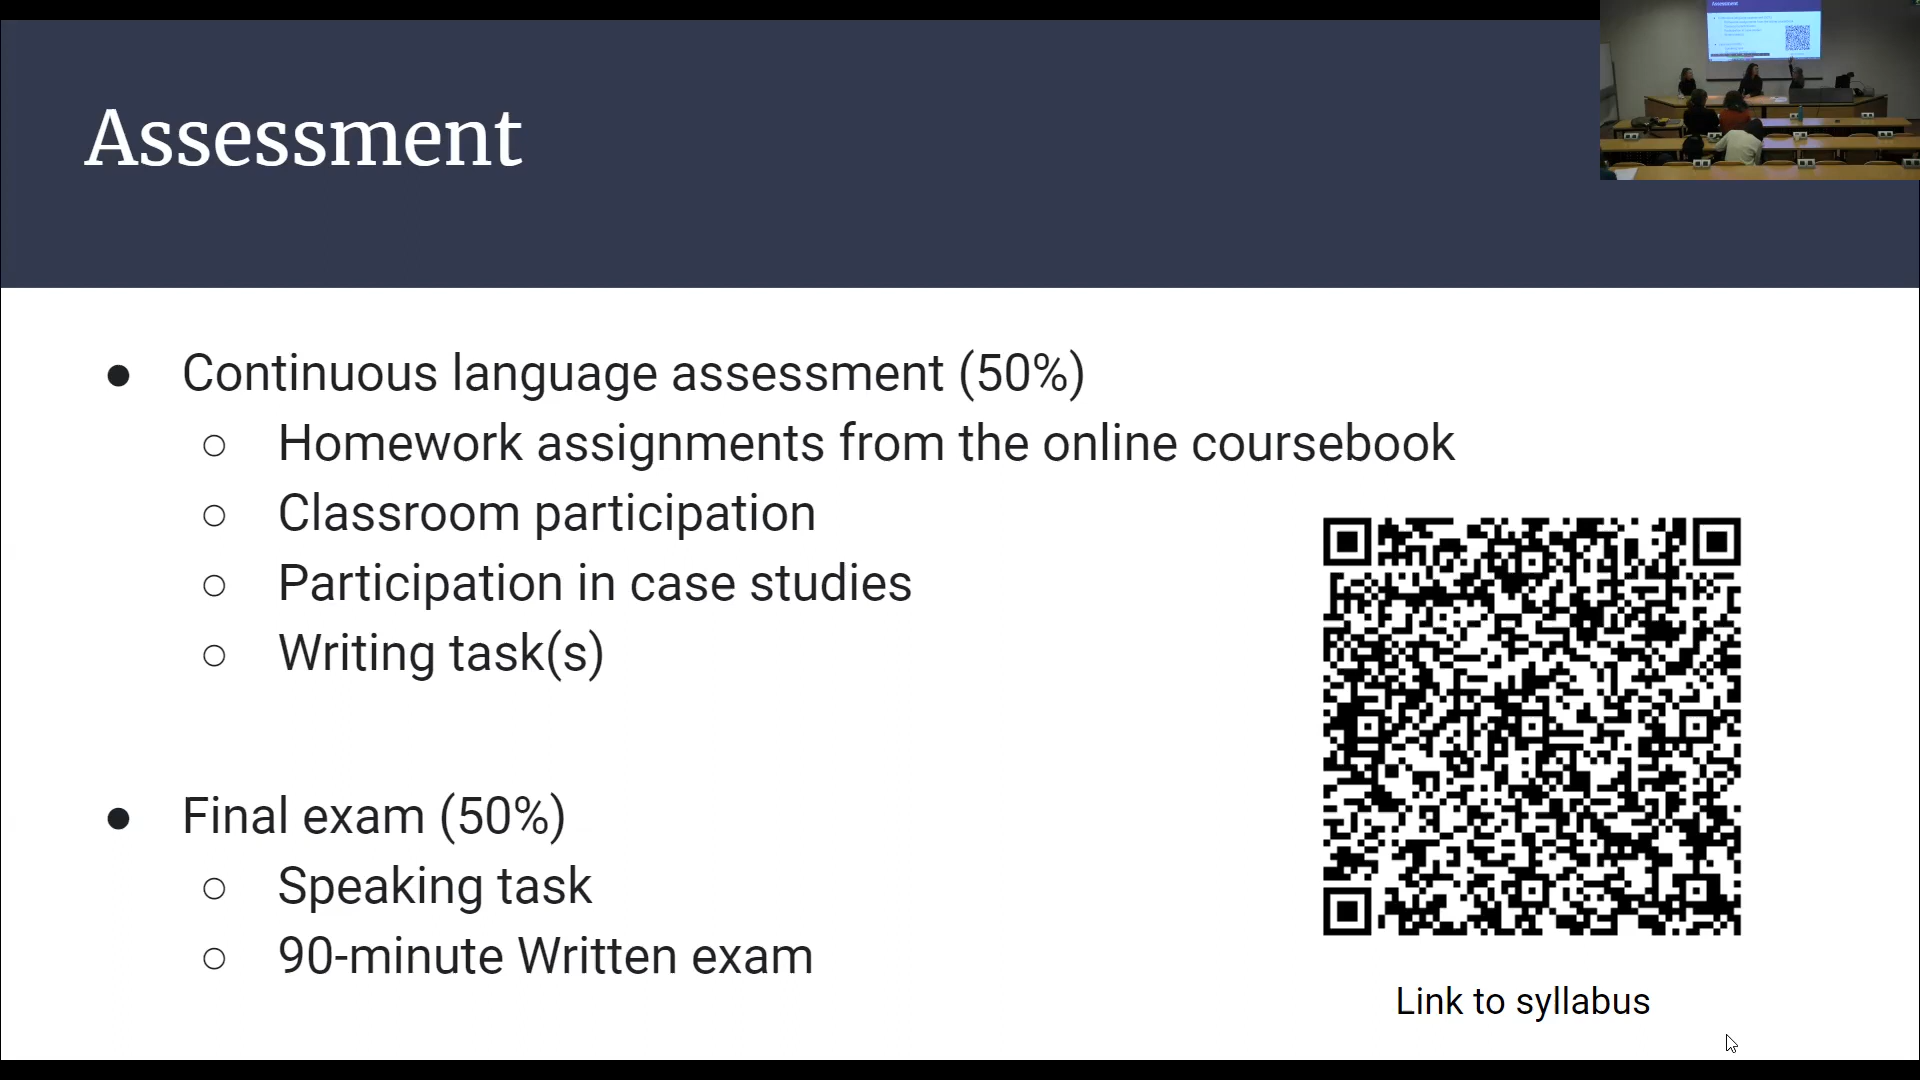 Assessment
● Continuous language assessment (50%)
○ Homework assignments from the online coursebook
○ Classroom participation
○ Participation in case studies
○ Writing task(s)
● Final exam (50%)
○ Speaking task
○ 90-minute Written exam
Link to syllabus
Assessment